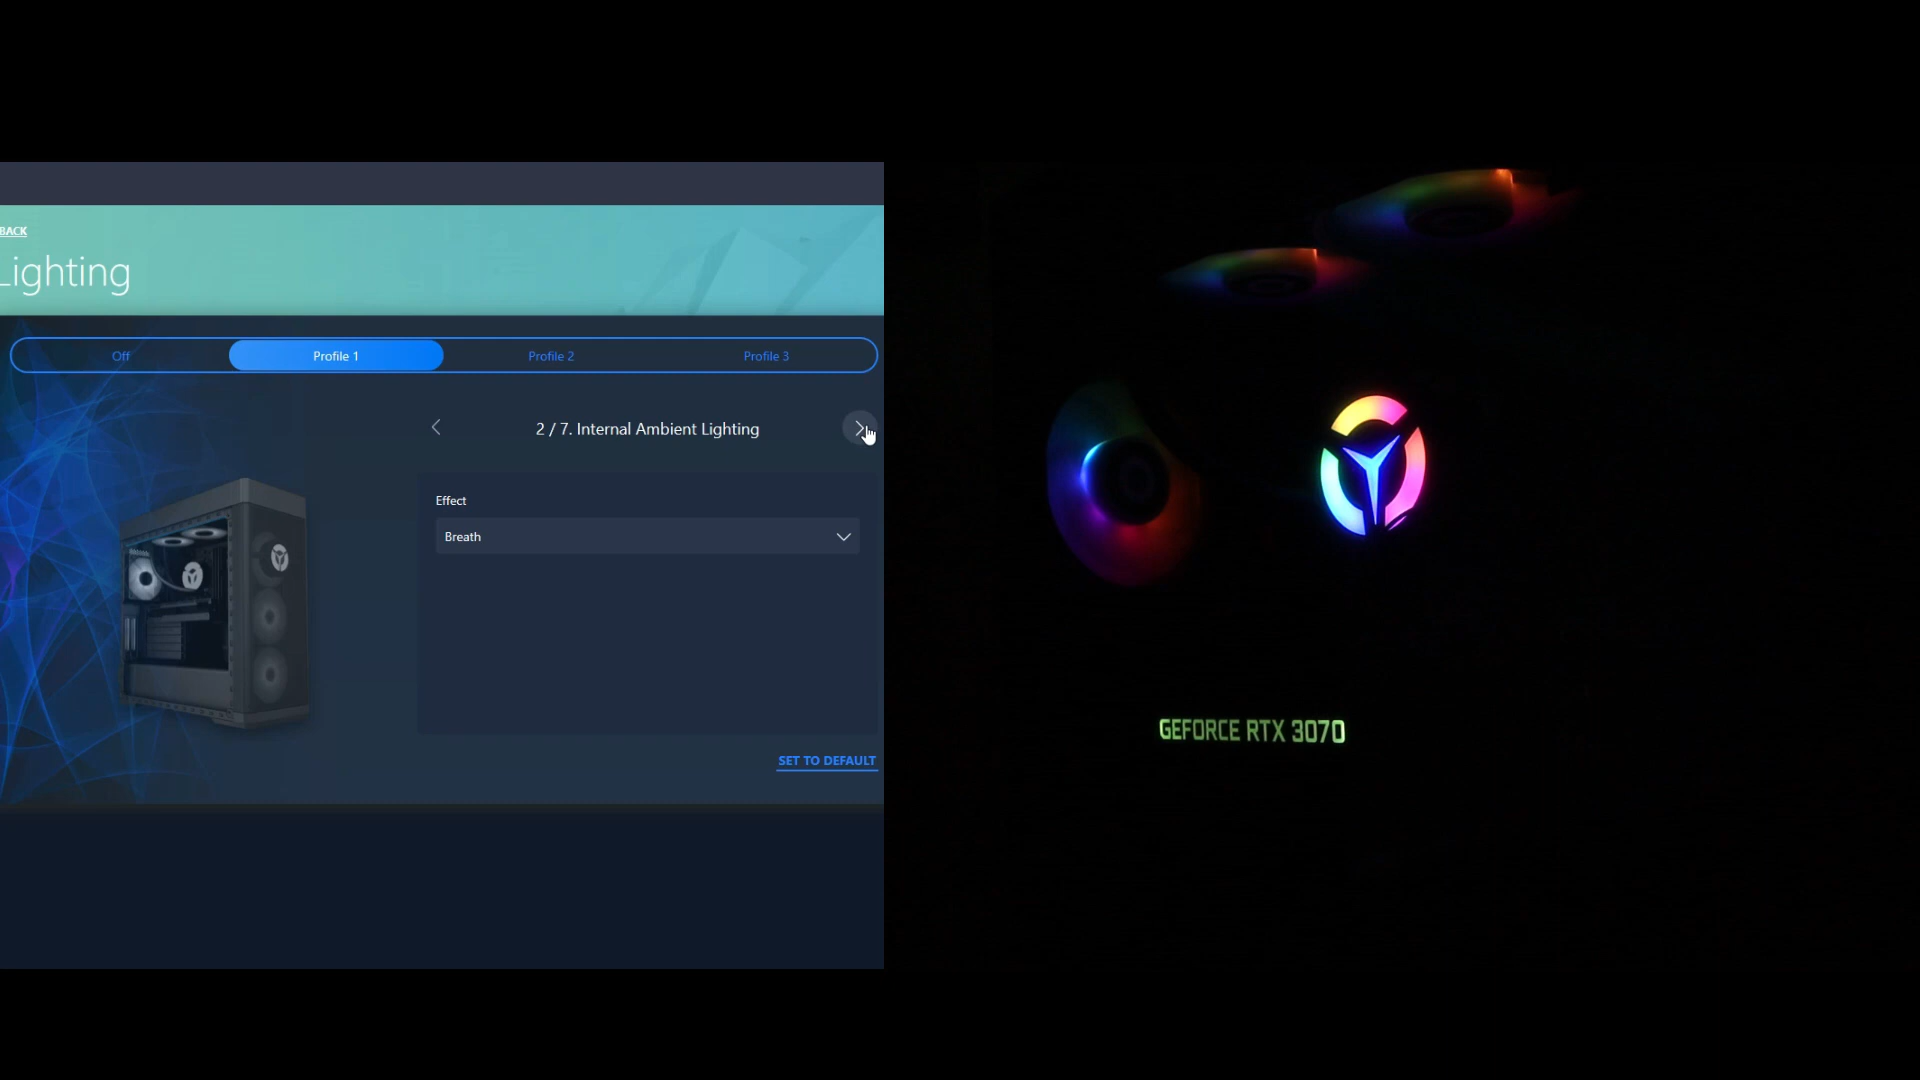 BACK
Lighting
Off
Profile 1
Profile 2
Profile 3
2 / 7. Internal Ambient Lighting
Effect
Breath
SET TO DEFAULT
GEFORCE RTX 3070